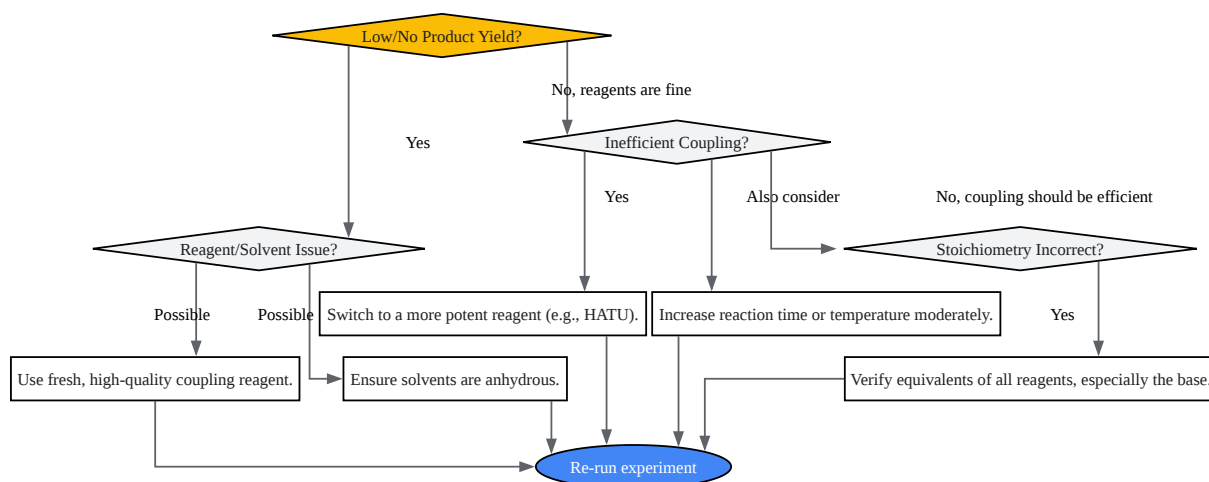 Low/No Product Yield?
No, reagents are fine
Yes
Inefficient Coupling?
Yes
Also consider
No, coupling should be efficient
Reagent/Solvent Issue?
Stoichiometry Incorrect?
Possible
Possible
Switch to a more potent reagent (e.g., HATU).
Increase reaction time or temperature moderately.
Yes
Use fresh, high-quality coupling reagent.
Ensure solvents are anhydrous.
Verify equivalents of all reagents, especially the base.
Re-run experiment